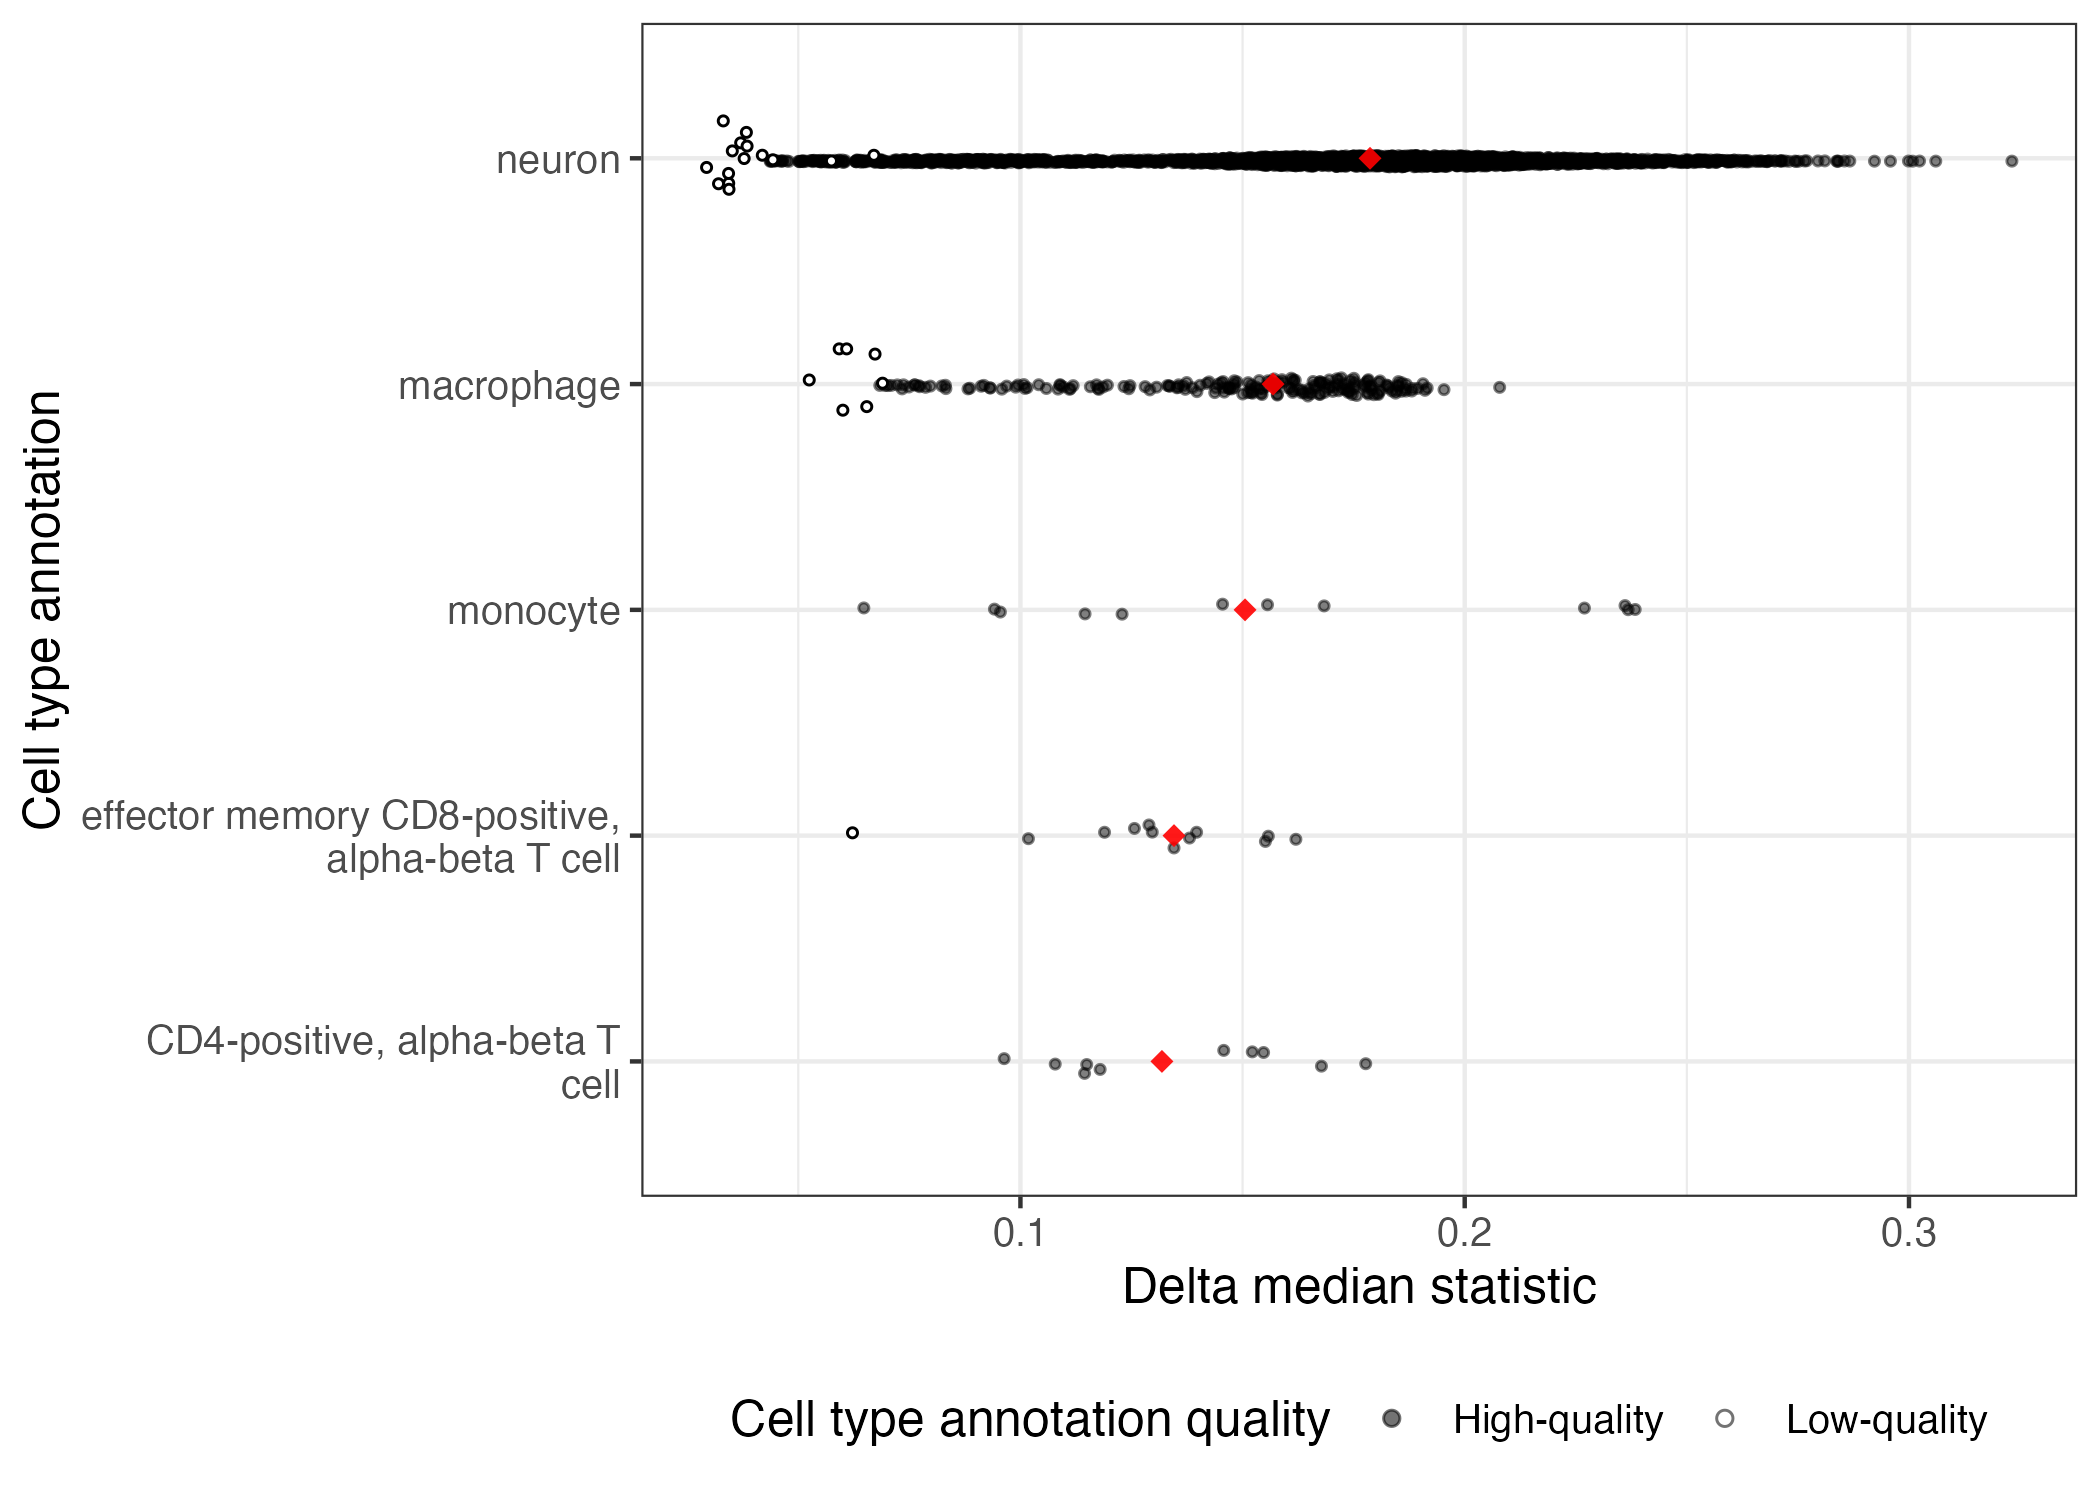 neuron
macrophage
monocyte
effector memory CD8-positive,
alpha-beta T cell
CD4-positive, alpha-beta T
cell
Cell type annotation
0.1 0.2 0.3
Delta median statistic
Cell type annotation quality High-quality Low-quality